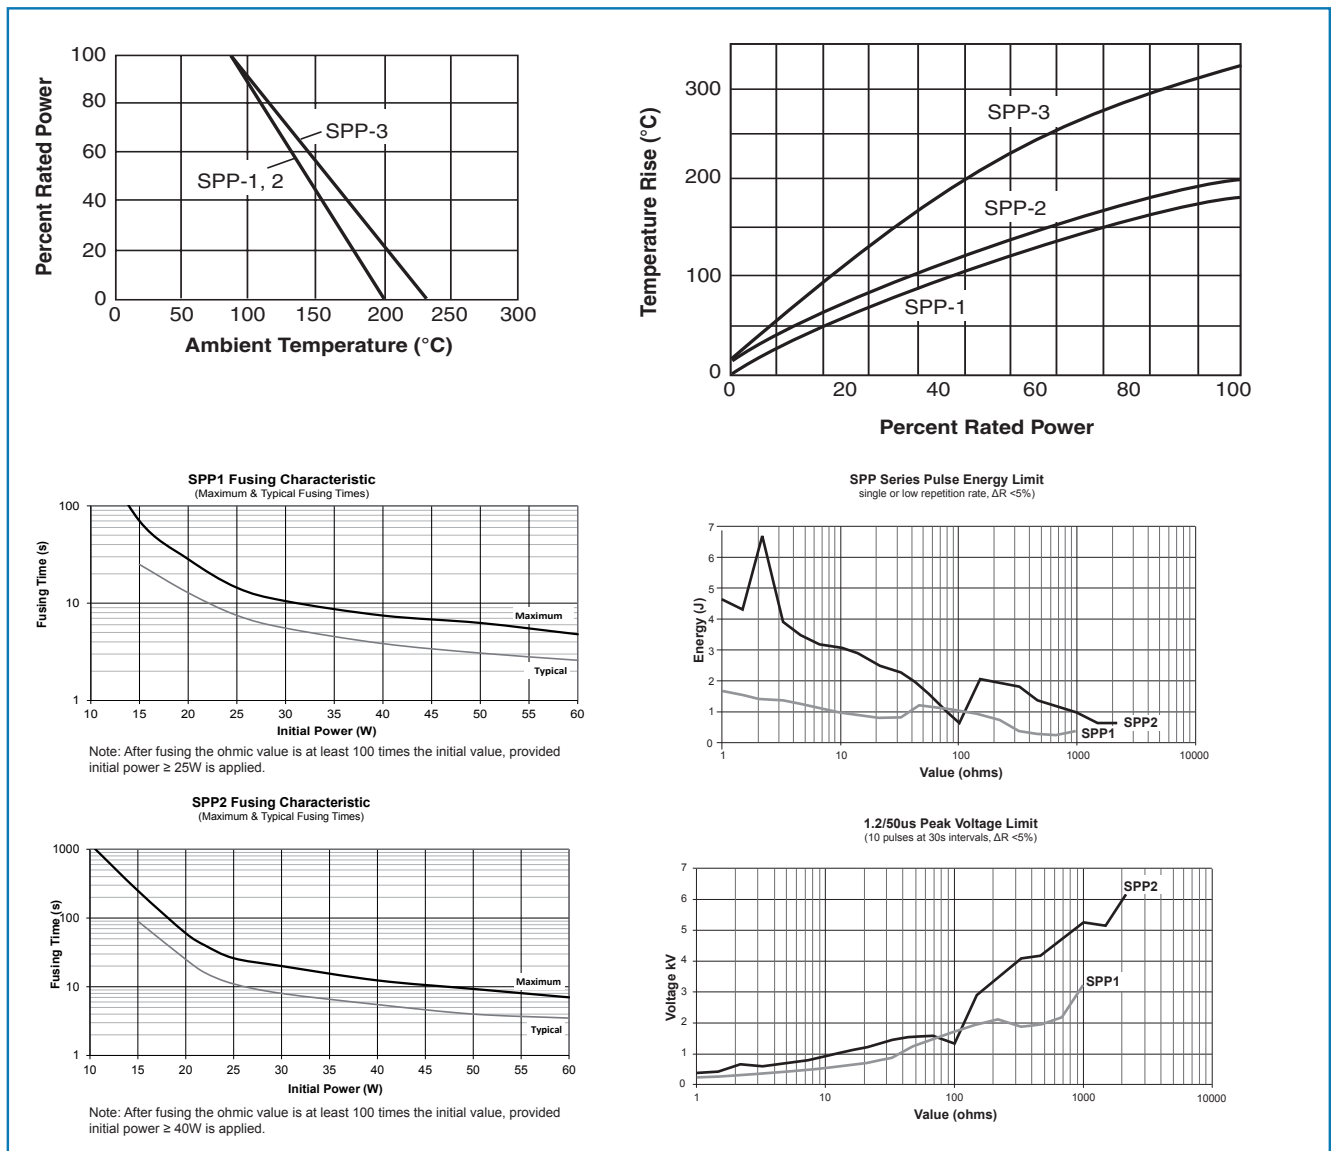 100
80
60
40
20
0
0 50 100 150 200 250 300
Percent Rated Power
SPP-3
SPP-1, 2
Ambient Temperature (°C)
300
200
100
0
0 20 40 60 80 100
Temperature Rise (°C)
SPP-3
SPP-2
SPP-1
Percent Rated Power
SPP1 Fusing Characteristic
(Maximum & Typical Fusing Times)
100
10
1
Fusing Time (s)
Maximum
Typical
10 15 20 25 30 35 40 45 50 55 60
Initial Power (W)
Note: After fusing the ohmic value is at least 100 times the initial value, provided
initial power ≥ 25W is applied.
SPP Series Pulse Energy Limit
single or low repetition rate, ΔR <5%)
7
6
5
4
3
2
1
0
Energy (J)
SPP2
SPP1
1 10 100 1000 10000
Value (ohms)
SPP2 Fusing Characteristic
(Maximum & Typical Fusing Times)
1000
100
10
1
Fusing Time (s)
Maximum
Typical
10 15 20 25 30 35 40 45 50 55 60
Initial Power (W)
Note: After fusing the ohmic value is at least 100 times the initial value, provided
initial power ≥ 40W is applied.
1.2/50us Peak Voltage Limit
(10 pulses at 30s intervals, ΔR <5%)
7
6
5
4
3
2
1
0
Voltage kV
SPP2
SPP1
1 10 100 1000 10000
Value (ohms)